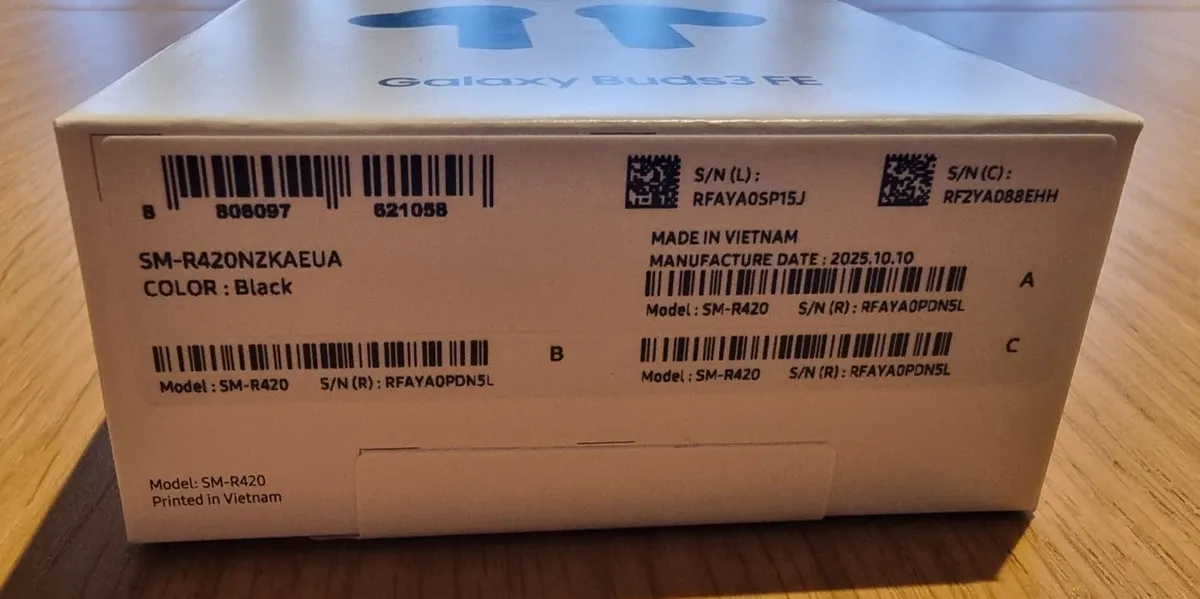 Galaxy Buds3 FE
8 806097 621058
S/N (L) :
RFAYA0SP15J
S/N (C) :
RFZYA088EHH
SM-R420NZKAEUA
COLOR : Black
MADE IN VIETNAM
MANUFACTURE DATE : 2025.10.10
A
Model : SM-R420 S/N (R) : RFAYA0PDN5L
B
Model : SM-R420 S/N (R) : RFAYA0PDN5L
C
Model : SM-R420 S/N (R) : RFAYA0PDN5L
Model: SM-R420
Printed in Vietnam